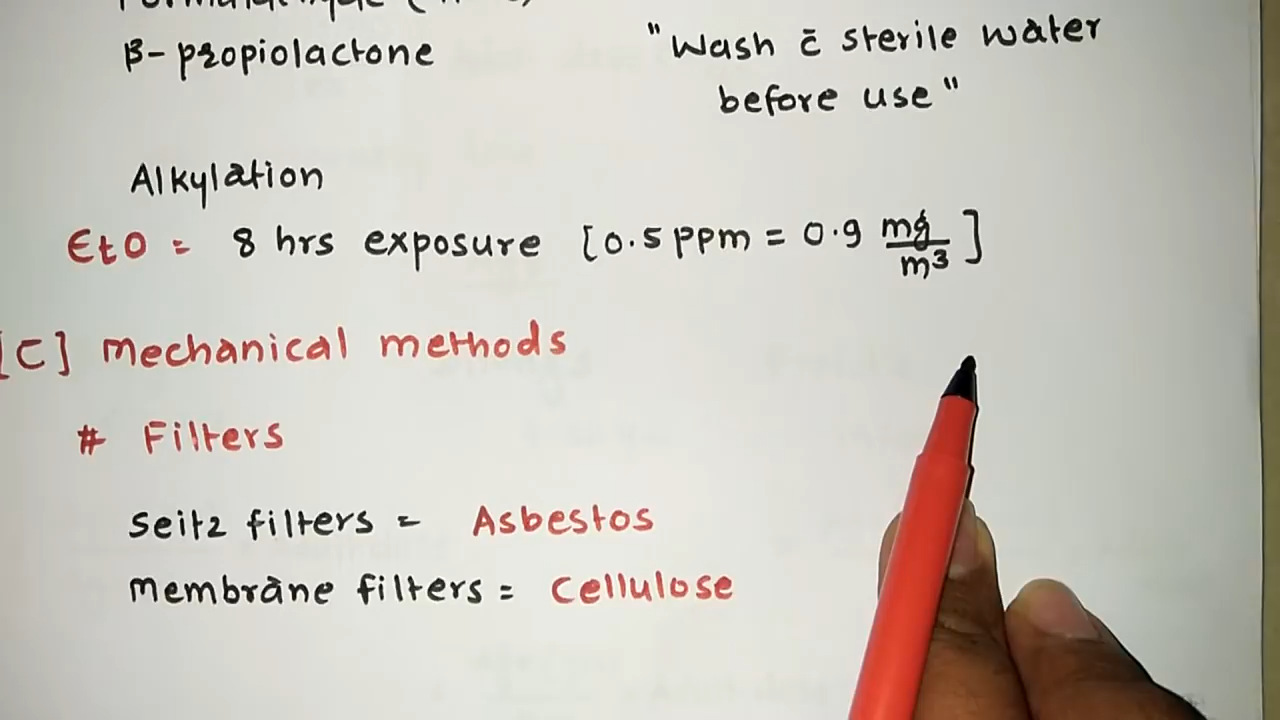 β- propiolactone
"Wash c̄ sterile water
before use"
Alkylation
EtO = 8 hrs exposure [0.5 ppm = 0.9 mg/m³]
[C] Mechanical methods
# Filters
Seitz filters = Asbestos
Membrane filters = Cellulose